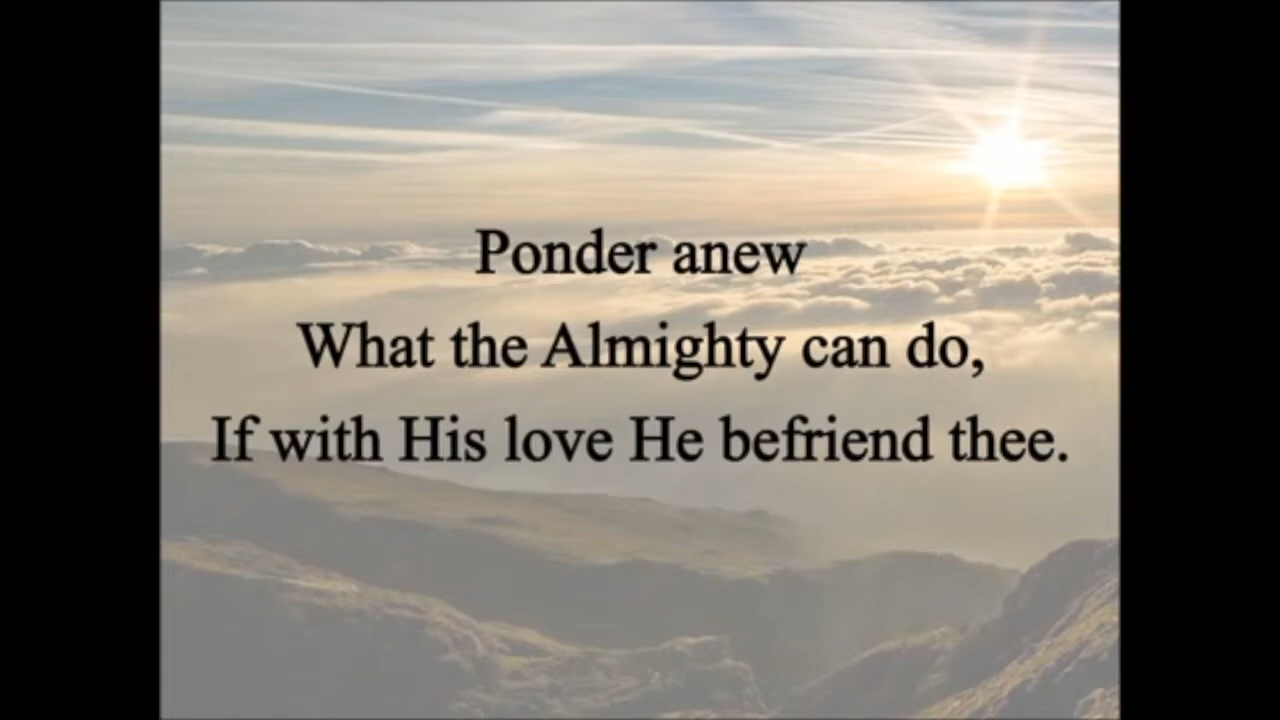 Ponder anew
What the Almighty can do,
If with His love He befriend thee.